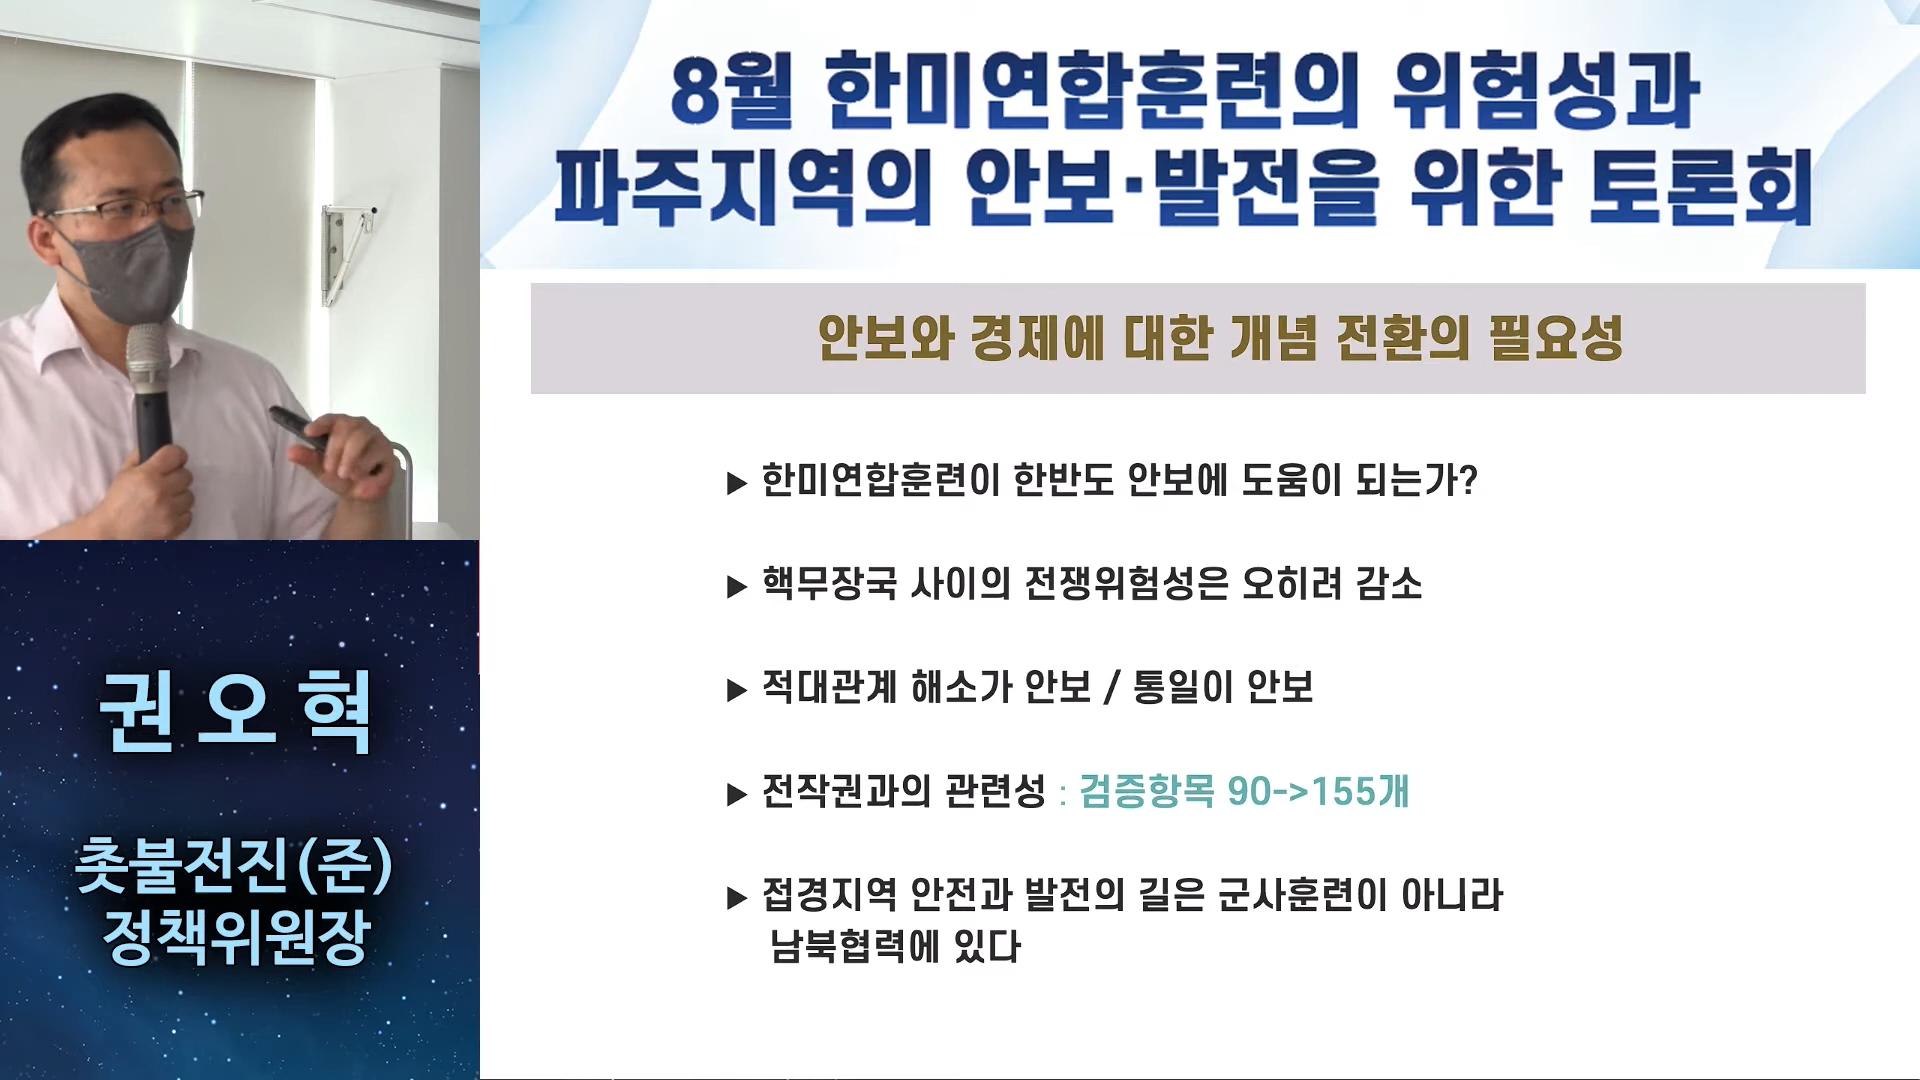 8월 한미연합훈련의 위험성과
파주지역의 안보·발전을 위한 토론회
안보와 경제에 대한 개념 전환의 필요성
▶ 한미연합훈련이 한반도 안보에 도움이 되는가?
▶ 핵무장국 사이의 전쟁위험성은 오히려 감소
▶ 적대관계 해소가 안보 / 통일이 안보
▶ 전작권과의 관련성 : 검증항목 90->155개
▶ 접경지역 안전과 발전의 길은 군사훈련이 아니라
남북협력에 있다
권오혁
촛불전진(준)
정책위원장